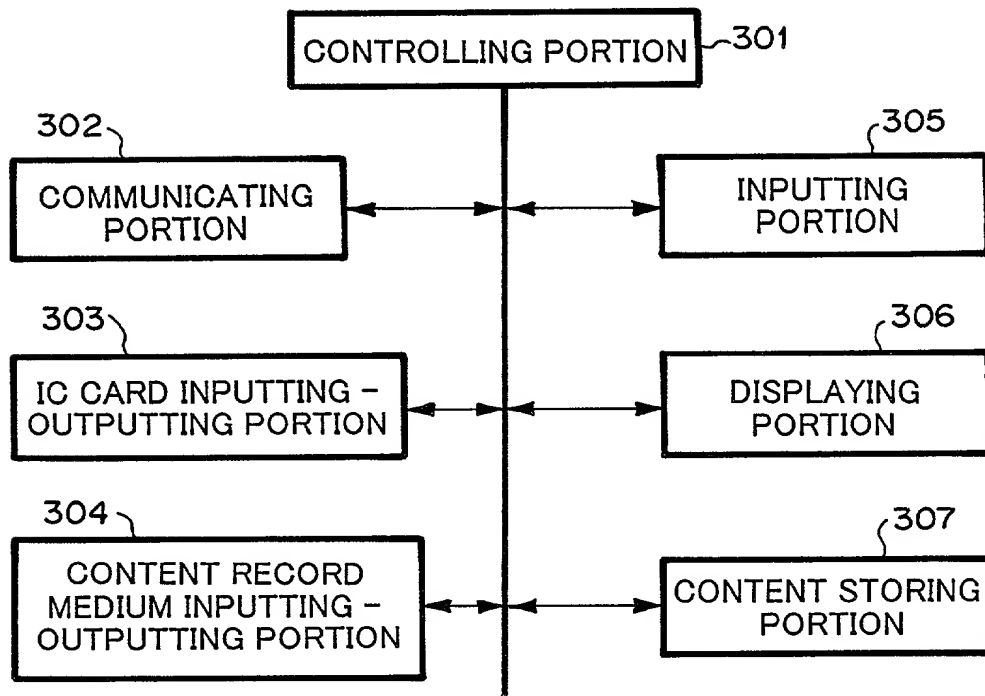 CONTROLLING PORTION
301
302
COMMUNICATING
PORTION
303
IC CARD INPUTTING –
OUTPUTTING PORTION
304
CONTENT RECORD
MEDIUM INPUTTING –
OUTPUTTING PORTION
305
INPUTTING
PORTION
306
DISPLAYING
PORTION
307
CONTENT STORING
PORTION